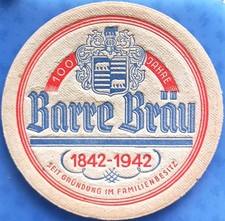 100 JAHRE
Barre Bräu
1842-1942
SEIT GRÜNDUNG IM FAMILIENBESITZ